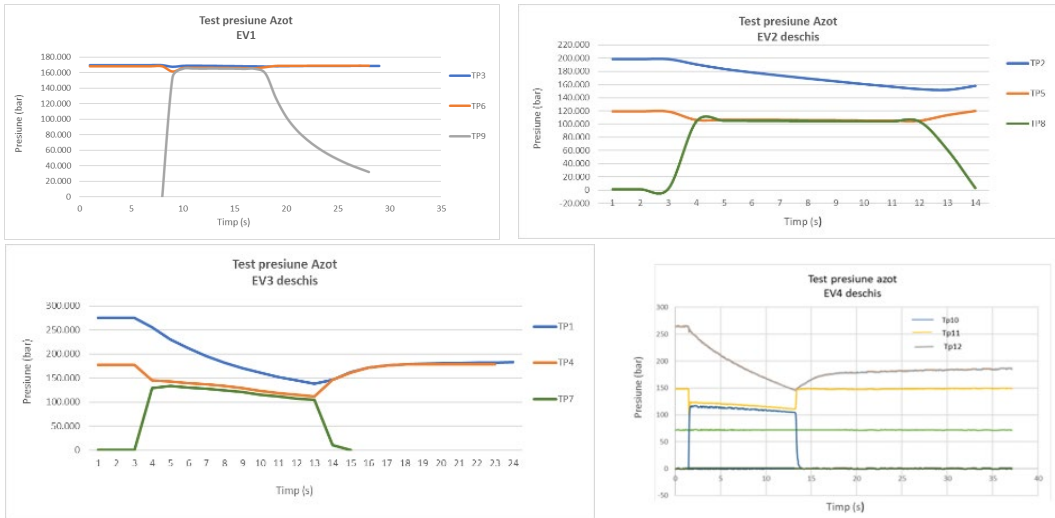 Test presiune Azot
EV1
180.000
160.000
140.000
120.000
100.000
80.000
60.000
40.000
20.000
0
Presiune (bar)
0 5 10 15 20 25 30 35
Timp (s)
TP3
TP6
TP9
Test presiune Azot
EV2 deschis
220.000
200.000
180.000
160.000
140.000
120.000
100.000
80.000
60.000
40.000
20.000
0
-20.000
Presiune (bar)
1 2 3 4 5 6 7 8 9 10 11 12 13 14
Timp (s)
TP2
TP5
TP8
Test presiune Azot
EV3 deschis
300.000
250.000
200.000
150.000
100.000
50.000
0
Presiune (bar)
1 2 3 4 5 6 7 8 9 10 11 12 13 14 15 16 17 18 19 20 21 22 23 24
Timp (s)
TP1
TP4
TP7
Test presiune azot
EV4 deschis
300
250
200
150
100
50
0
-50
Presiune (bar)
0 5 10 15 20 25 30 35 40
Timp (s)
Tp10
Tp11
Tp12